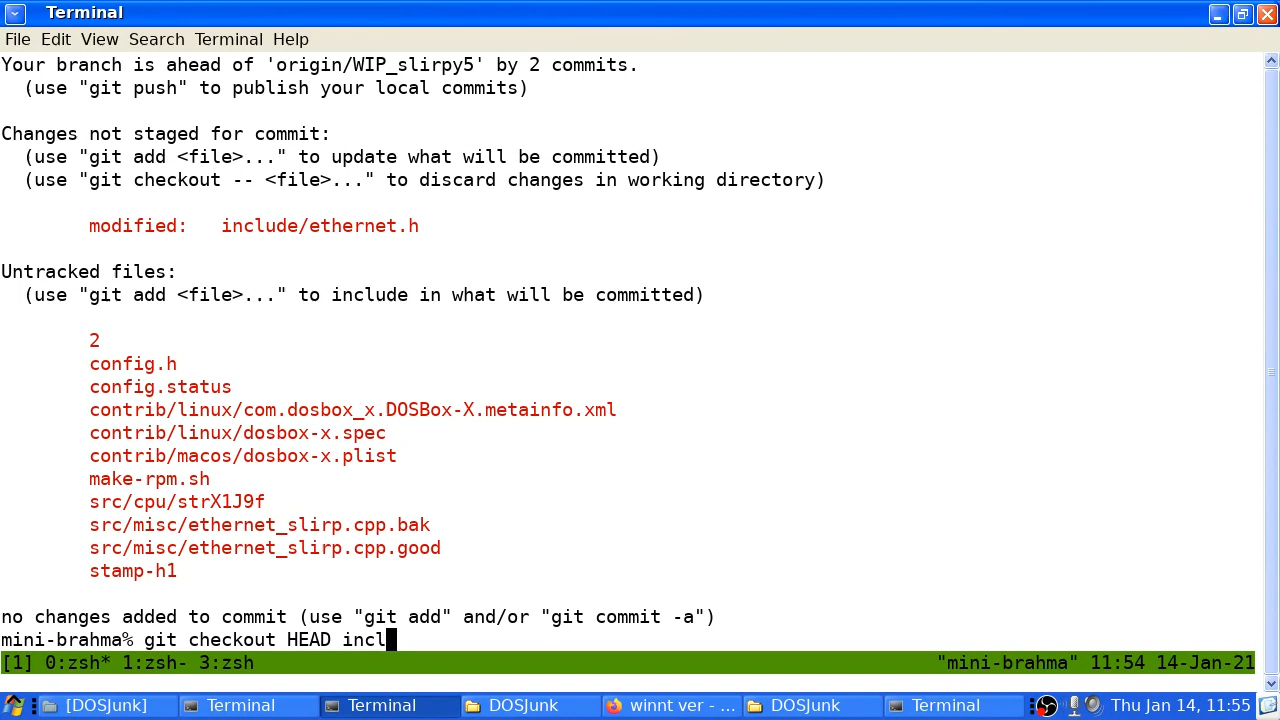 Terminal
File Edit View Search Terminal Help
Your branch is ahead of 'origin/WIP_slirpy5' by 2 commits.
(use "git push" to publish your local commits)
Changes not staged for commit:
(use "git add <file>..." to update what will be committed)
(use "git checkout -- <file>..." to discard changes in working directory)
modified: include/ethernet.h
Untracked files:
(use "git add <file>..." to include in what will be committed)
2
config.h
config.status
contrib/linux/com.dosbox_x.DOSBox-X.metainfo.xml
contrib/linux/dosbox-x.spec
contrib/macos/dosbox-x.plist
make-rpm.sh
src/cpu/strX1J9f
src/misc/ethernet_slirp.cpp.bak
src/misc/ethernet_slirp.cpp.good
stamp-h1
no changes added to commit (use "git add" and/or "git commit -a")
mini-brahma% git checkout HEAD incl
[1] 0:zsh* 1:zsh- 3:zsh "mini-brahma" 11:54 14-Jan-21
[DOSJunk] Terminal Terminal DOSJunk winnt ver - ... DOSJunk Terminal Thu Jan 14, 11:55